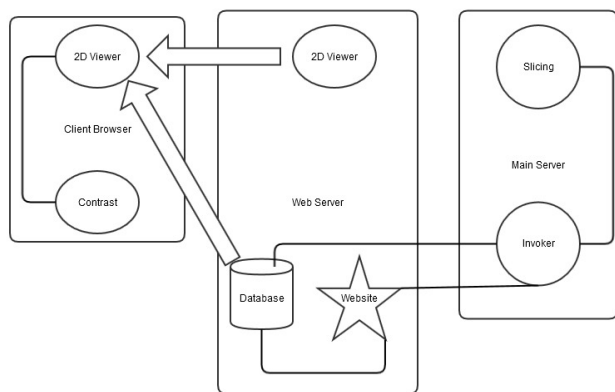 2D Viewer
2D Viewer
Slicing
Client Browser
Main Server
Contrast
Web Server
Invoker
Database
Website